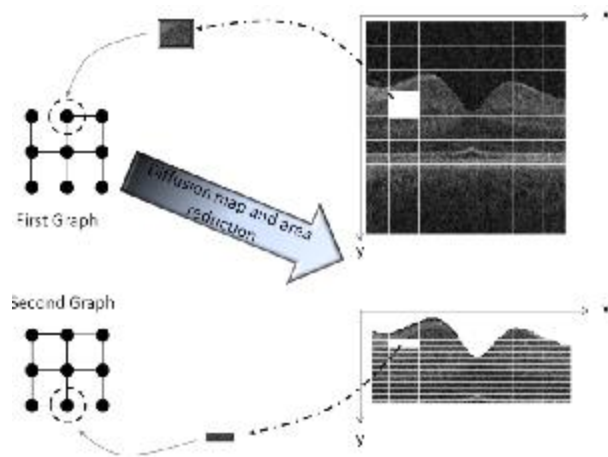 First Graph
Diffusion map and area
reduction
y
Second Graph
y